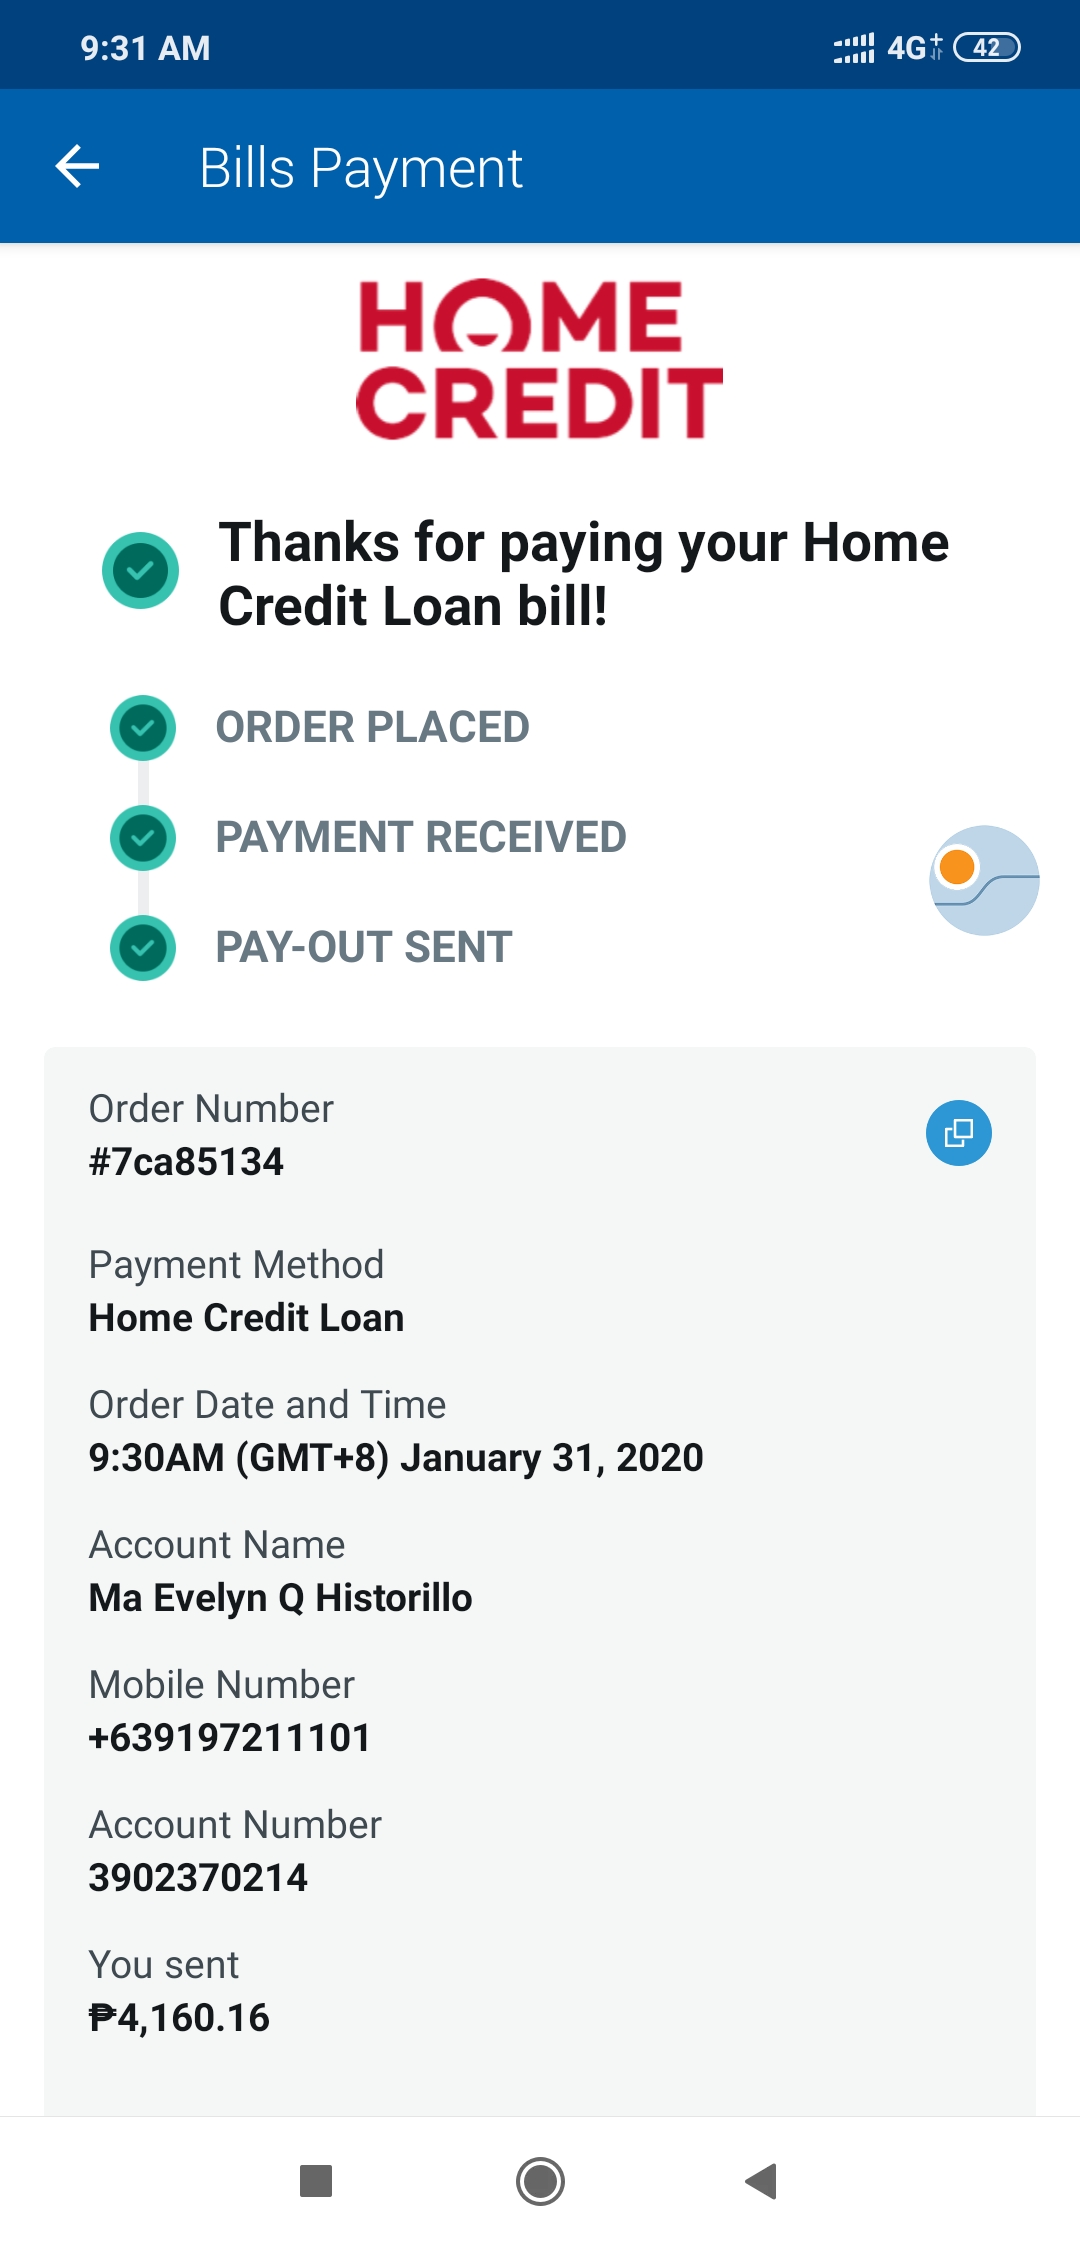 9:31 AM
4G+ 42
Bills Payment
HOME
CREDIT
Thanks for paying your Home
Credit Loan bill!
ORDER PLACED
PAYMENT RECEIVED
PAY-OUT SENT
Order Number
#7ca85134
Payment Method
Home Credit Loan
Order Date and Time
9:30AM (GMT+8) January 31, 2020
Account Name
Ma Evelyn Q Historillo
Mobile Number
+639197211101
Account Number
3902370214
You sent
₱4,160.16